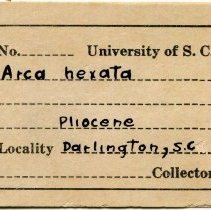 No. University of S. C.
Arca hexata
Pliocene
Locality Darlington, S.C
Collector